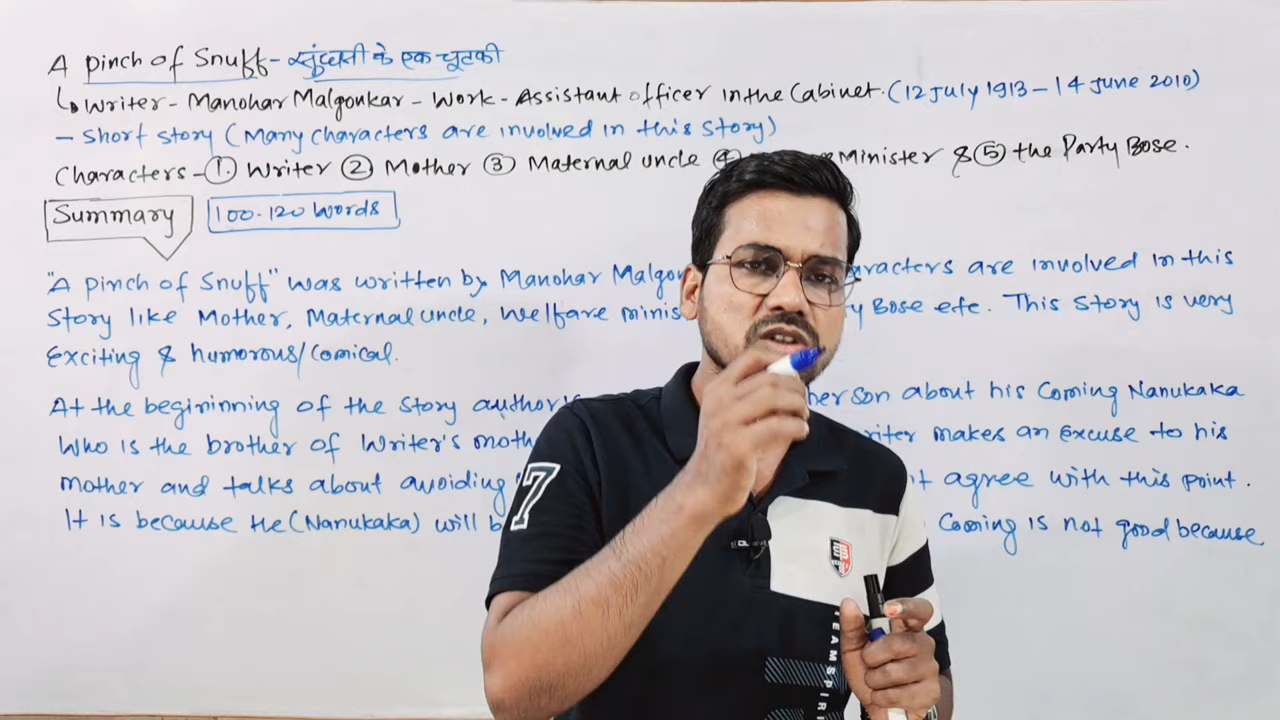 A pinch of Snuff - सुंघनी के एक चूटकी
Writer - Manohar Malgonkar - Work - Assistant officer in the Cabinet. (12 July 1913 - 14 June 2010)
- Short story (Many characters are involved in this Story)
Characters - ①. Writer ② Mother ③ Maternal uncle ④ Minister & ⑤ the Party Bose.
Summary 100-120 Words
"A pinch of Snuff" was written by Manohar Malgon aracters are involved in this
Story like Mother, Maternal uncle, Welfare minis y Bose etc. This Story is very
Exciting & humorous/Comical.
At the begininning of the Story author's her son about his Coming Nanukaka
Who is the brother of Writer's moth riter makes an Excuse to his
mother and talks about avoiding t agree with this point.
It is because He (Nanukaka) will b Coming is not good because
7
TEAMSPIRI